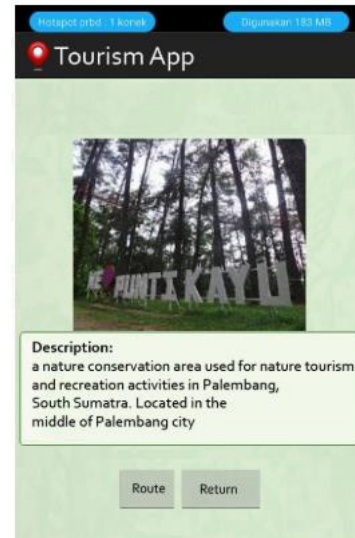 Hotspot orbd : 1 konek
Digunakan 183 MB
Tourism App
PUNTI KAYU
Description:
a nature conservation area used for nature tourism
and recreation activities in Palembang,
South Sumatra. Located in the
middle of Palembang city
Route
Return